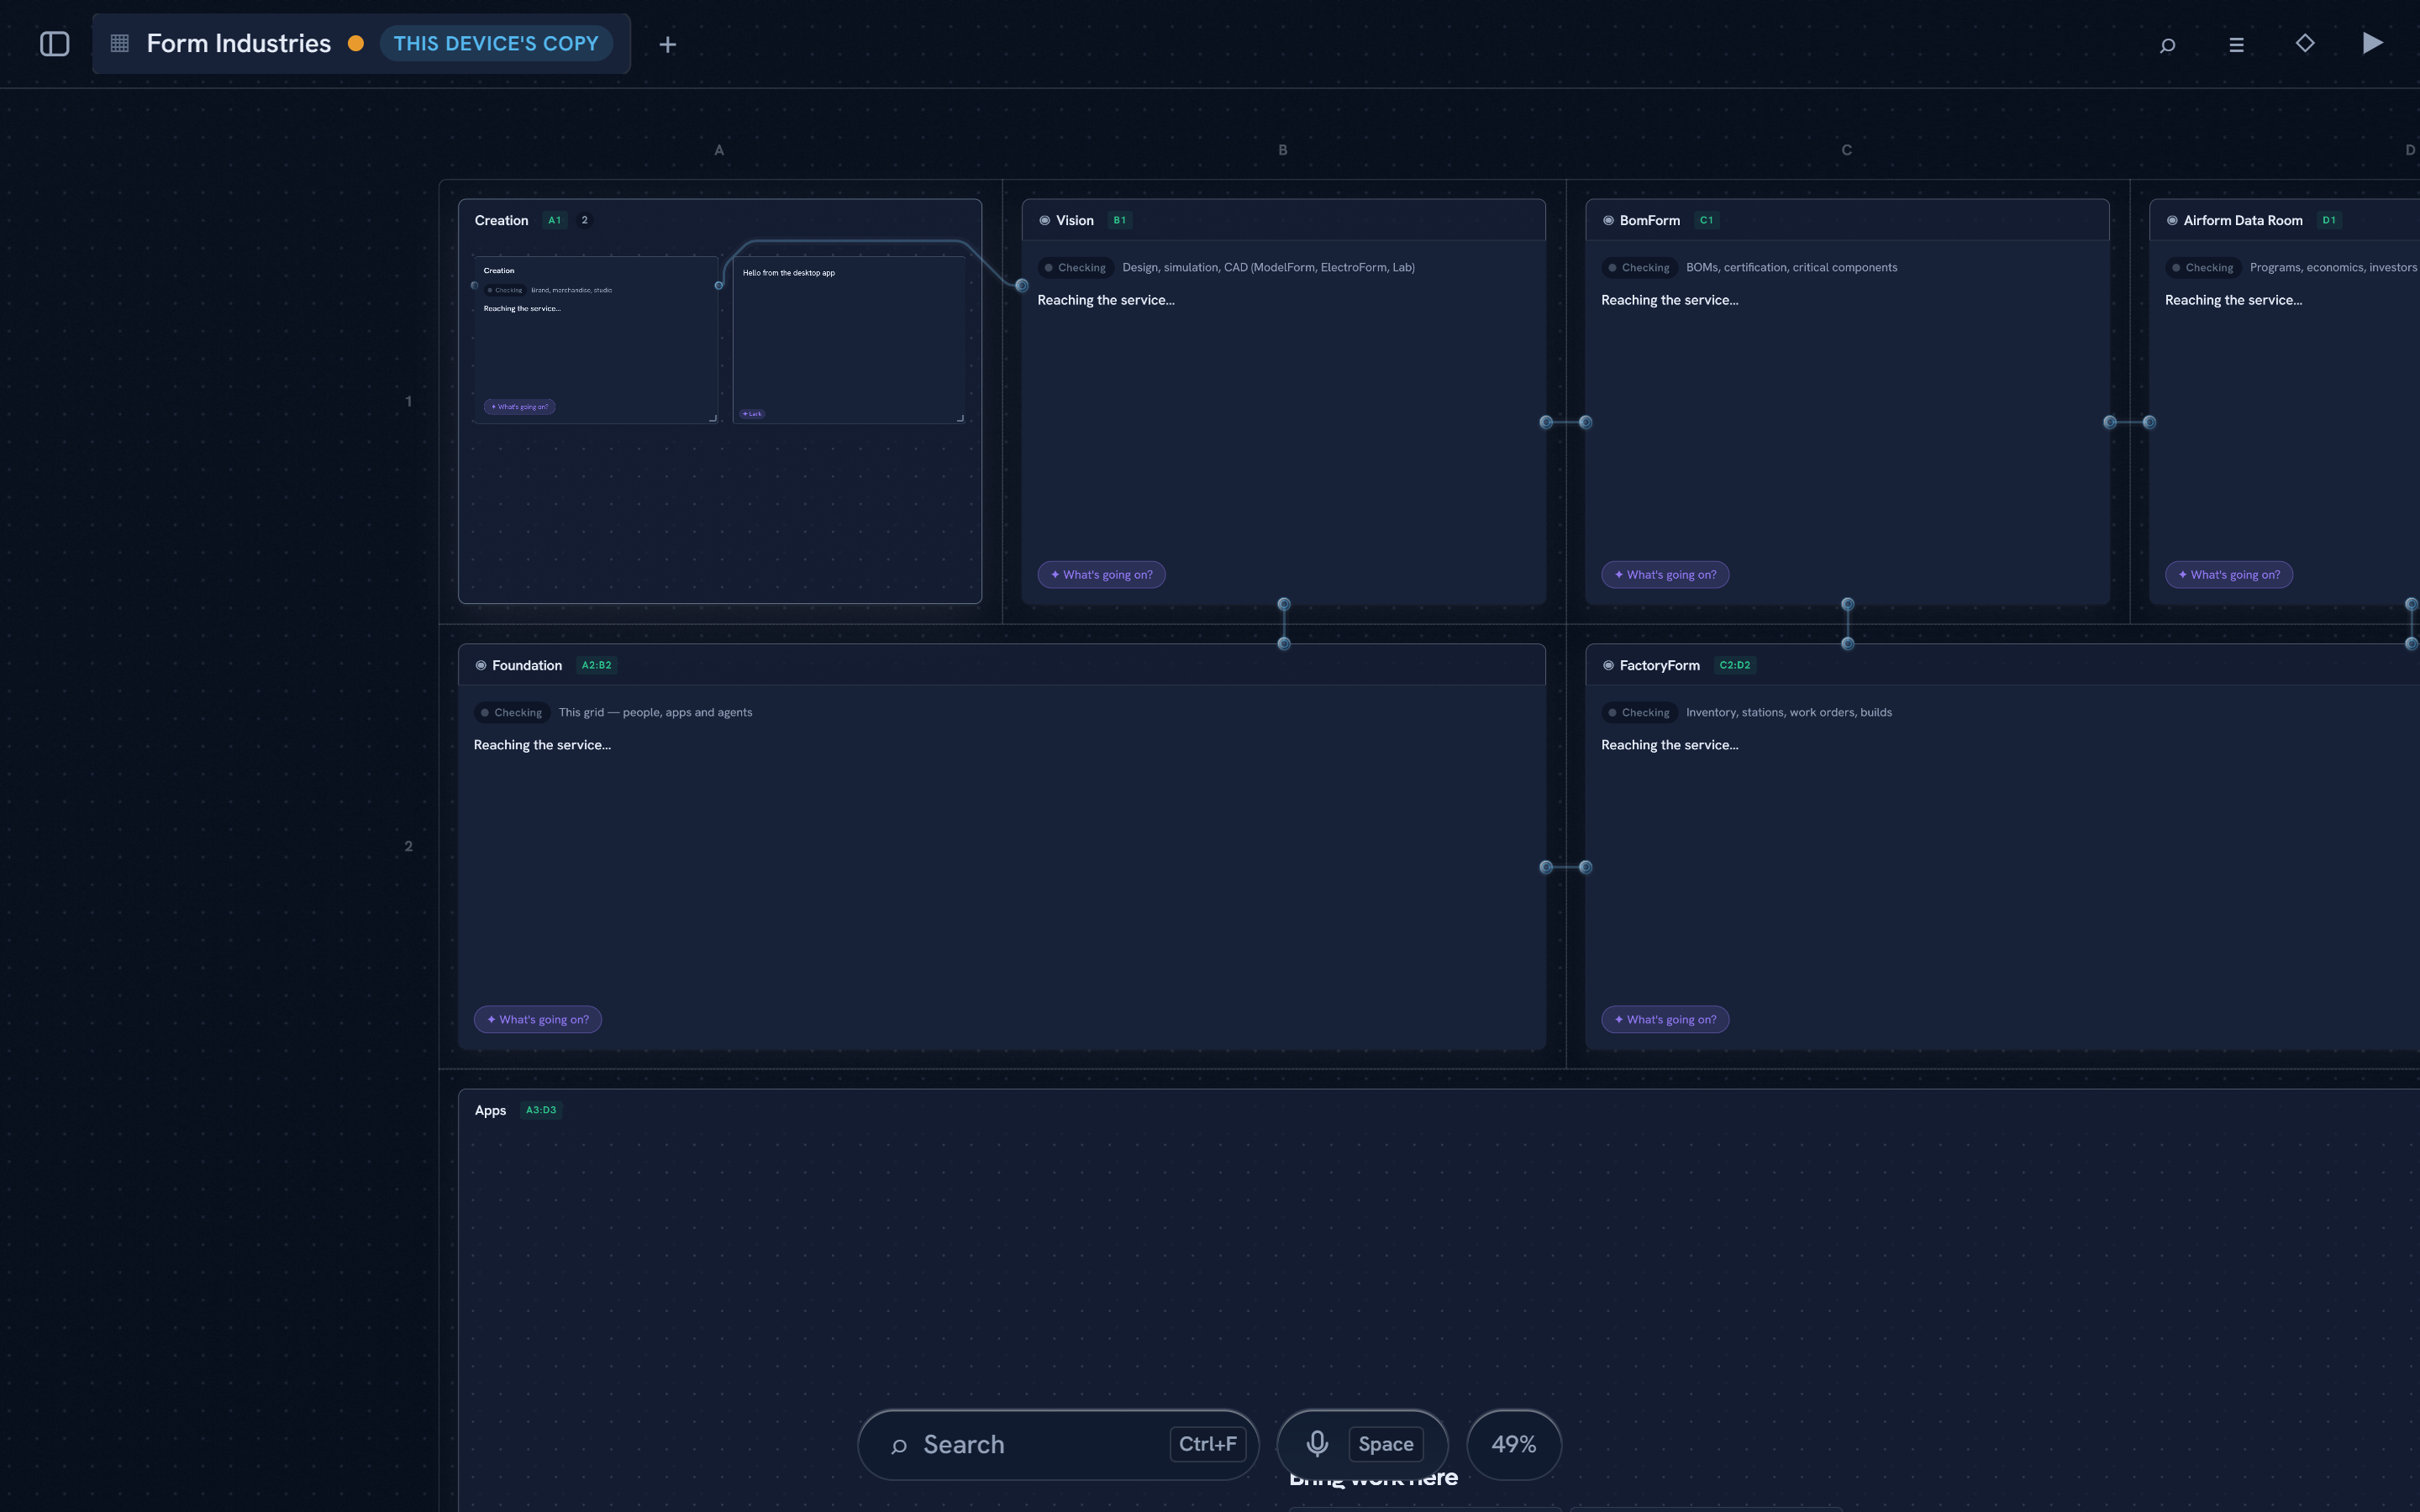 Form Industries
THIS DEVICE'S COPY
A
B
C
D
1
Creation A1 2
Creation
Checking Brand, merchandise, studio
Reaching the service...
✦ What's going on?
Hello from the desktop app
✦ Lark
Vision B1
Checking Design, simulation, CAD (ModelForm, ElectroForm, Lab)
Reaching the service...
✦ What's going on?
BomForm C1
Checking BOMs, certification, critical components
Reaching the service...
✦ What's going on?
Airform Data Room D1
Checking Programs, economics, investors
Reaching the service...
✦ What's going on?
2
Foundation A2:B2
Checking This grid — people, apps and agents
Reaching the service...
✦ What's going on?
FactoryForm C2:D2
Checking Inventory, stations, work orders, builds
Reaching the service...
✦ What's going on?
Apps A3:D3
Search Ctrl+F
Space
49%
Bring work here